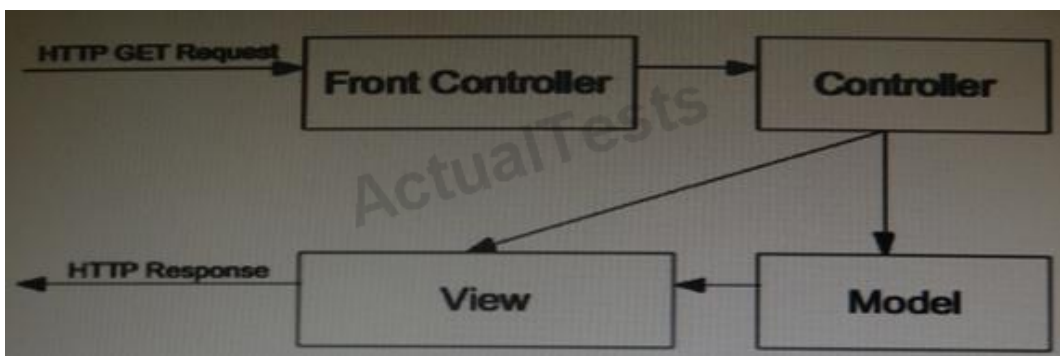 HTTP GET Request
Front Controller
Controller
ActualTests
HTTP Response
View
Model